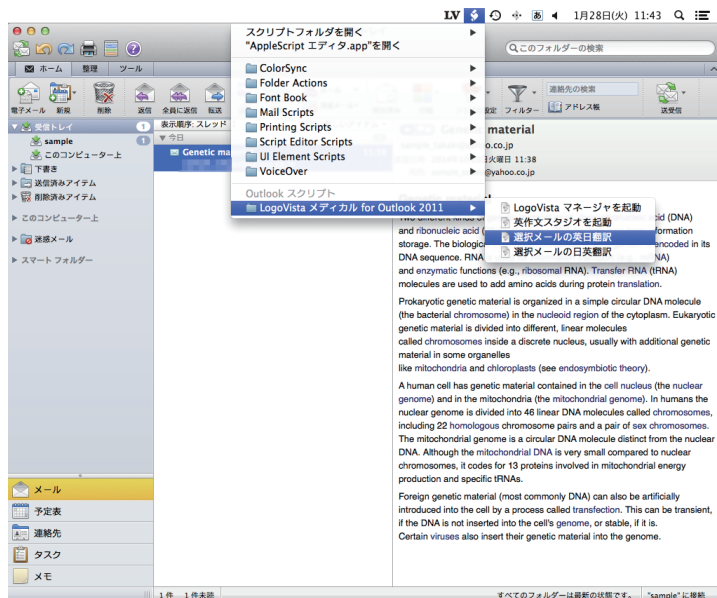 LV 1月28日(火) 11:43
このフォルダーの検索
ホーム 整理 ツール
電子メール 新規 削除 返信 全員に返信 転送
フィルター
連絡先の検索
アドレス帳
送受信
スクリプトフォルダを開く
"AppleScript エディタ.app"を開く
ColorSync
Folder Actions
Font Book
Mail Scripts
Printing Scripts
Script Editor Scripts
UI Element Scripts
VoiceOver
Outlook スクリプト
LogoVista メディカル for Outlook 2011
LogoVista マネージャを起動
英作文スタジオを起動
選択メールの英日翻訳
選択メールの日英翻訳
受信トレイ 1
sample 1
このコンピューター上
下書き
送信済みアイテム
削除済みアイテム
このコンピューター上
迷惑メール
スマート フォルダー
メール
予定表
連絡先
タスク
メモ
表示順序: スレッド
今日
Genetic ma
material
o.co.jp
火曜日 11:38
@yahoo.co.jp
cid (DNA)
and ribonucleic acid (
formation
storage. The biologic
encoded in its
DNA sequence. RNA
and enzymatic functions (e.g., ribosomal RNA). Transfer RNA (tRNA)
molecules are used to add amino acids during protein translation.
Prokaryotic genetic material is organized in a simple circular DNA molecule
(the bacterial chromosome) in the nucleoid region of the cytoplasm. Eukaryotic
genetic material is divided into different, linear molecules
called chromosomes inside a discrete nucleus, usually with additional genetic
material in some organelles
like mitochondria and chloroplasts (see endosymbiotic theory).
A human cell has genetic material contained in the cell nucleus (the nuclear
genome) and in the mitochondria (the mitochondrial genome). In humans the
nuclear genome is divided into 46 linear DNA molecules called chromosomes,
including 22 homologous chromosome pairs and a pair of sex chromosomes.
The mitochondrial genome is a circular DNA molecule distinct from the nuclear
DNA. Although the mitochondrial DNA is very small compared to nuclear
chromosomes, it codes for 13 proteins involved in mitochondrial energy
production and specific tRNAs.
Foreign genetic material (most commonly DNA) can also be artificially
introduced into the cell by a process called transfection. This can be transient,
if the DNA is not inserted into the cell's genome, or stable, if it is.
Certain viruses also insert their genetic material into the genome.
1 件 1 件未読
すべてのフォルダーは最新の状態です。 "sample" に接続